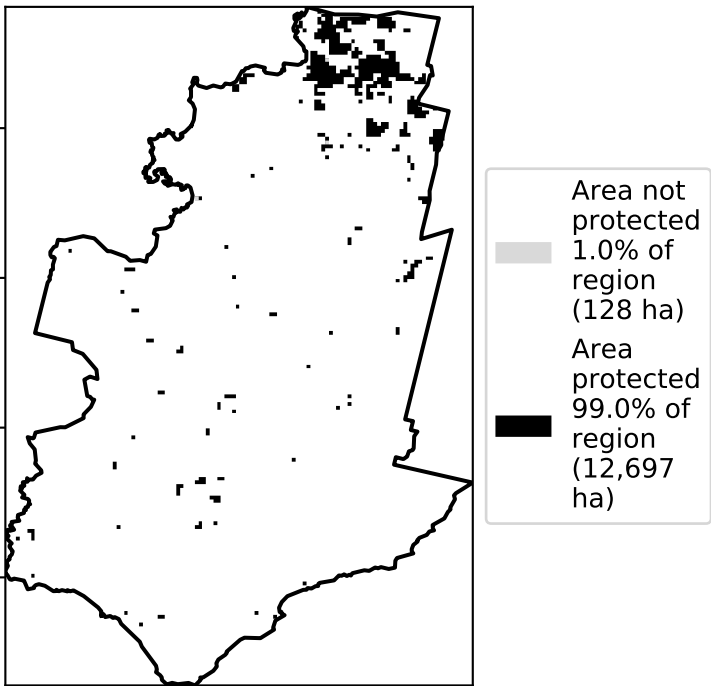 Area not
protected
1.0% of
region
(128 ha)
Area
protected
99.0% of
region
(12,697
ha)